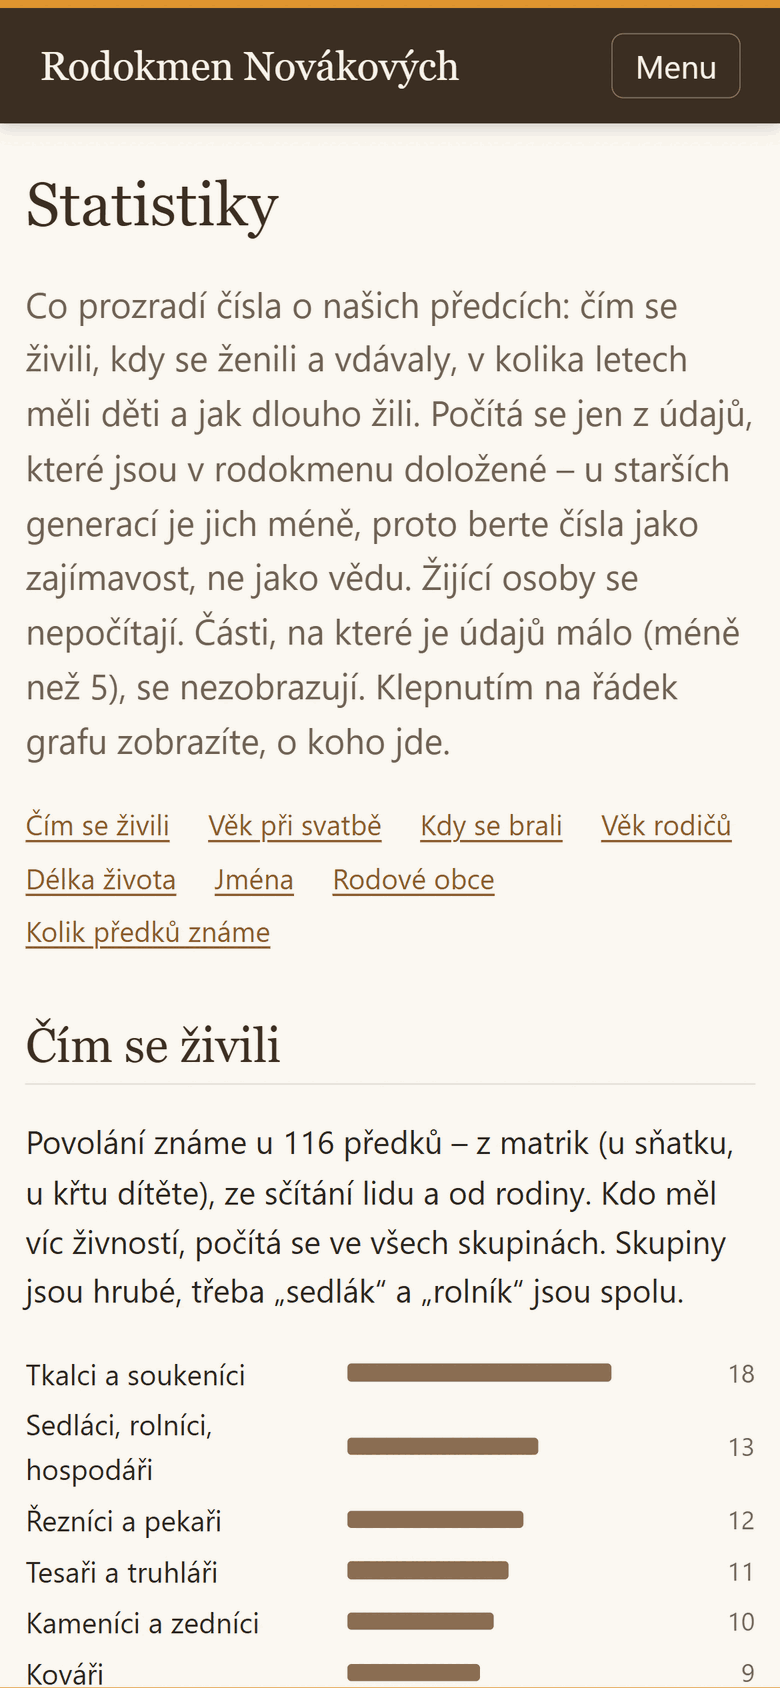 Rodokmen Novákových
Menu
Statistiky
Co prozradí čísla o našich předcích: čím se
živili, kdy se ženili a vdávaly, v kolika letech
měli děti a jak dlouho žili. Počítá se jen z údajů,
které jsou v rodokmenu doložené – u starších
generací je jich méně, proto berte čísla jako
zajímavost, ne jako vědu. Žijící osoby se
nepočítají. Části, na které je údajů málo (méně
než 5), se nezobrazují. Klepnutím na řádek
grafu zobrazíte, o koho jde.
Čím se živili Věk při svatbě Kdy se brali Věk rodičů
Délka života Jména Rodové obce
Kolik předků známe
Čím se živili
Povolání známe u 116 předků – z matrik (u sňatku,
u křtu dítěte), ze sčítání lidu a od rodiny. Kdo měl
víc živností, počítá se ve všech skupinách. Skupiny
jsou hrubé, třeba „sedlák“ a „rolník“ jsou spolu.
Tkalci a soukeníci 18
Sedláci, rolníci,
hospodáři 13
Řezníci a pekaři 12
Tesaři a truhláři 11
Kameníci a zedníci 10
Kováři 9